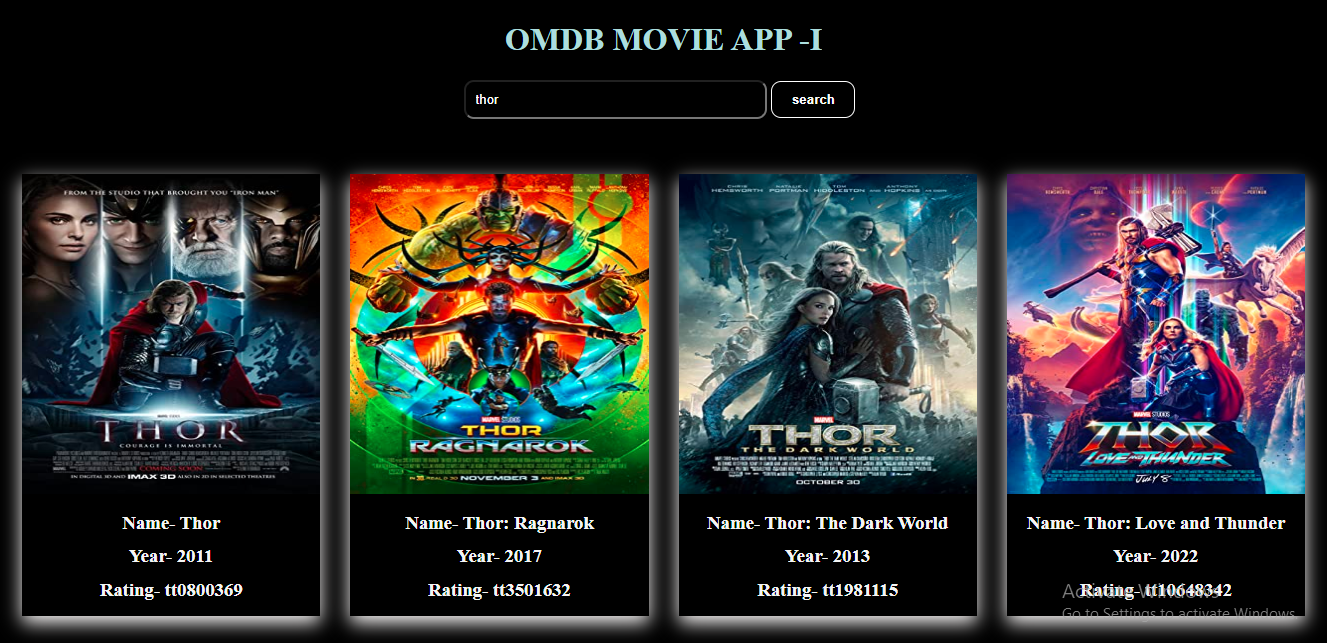 OMDB MOVIE APP -I
thor
search
FROM THE STUDIO THAT BROUGHT YOU "IRON MAN"
THOR
COURAGE IS IMMORTAL
COMING SOON
IN DIGITAL 3D AND IMAX 3D ALSO IN 2D IN SELECTED THEATRES
Name- Thor
Year- 2011
Rating- tt0800369
MARVEL STUDIOS
THOR
RAGNAROK
IN 3D REAL D 3D NOVEMBER 3 AND IMAX 3D
Name- Thor: Ragnarok
Year- 2017
Rating- tt3501632
CHRIS HEMSWORTH NATALIE PORTMAN TOM HIDDLESTON AND ANTHONY HOPKINS AS ODIN
MARVEL
THOR
THE DARK WORLD
OCTOBER 30
Name- Thor: The Dark World
Year- 2013
Rating- tt1981115
MARVEL STUDIOS
THOR
LOVE AND THUNDER
JULY 8
Name- Thor: Love and Thunder
Year- 2022
Rating- tt10648342
Activate Windows
Go to Settings to activate Windows.